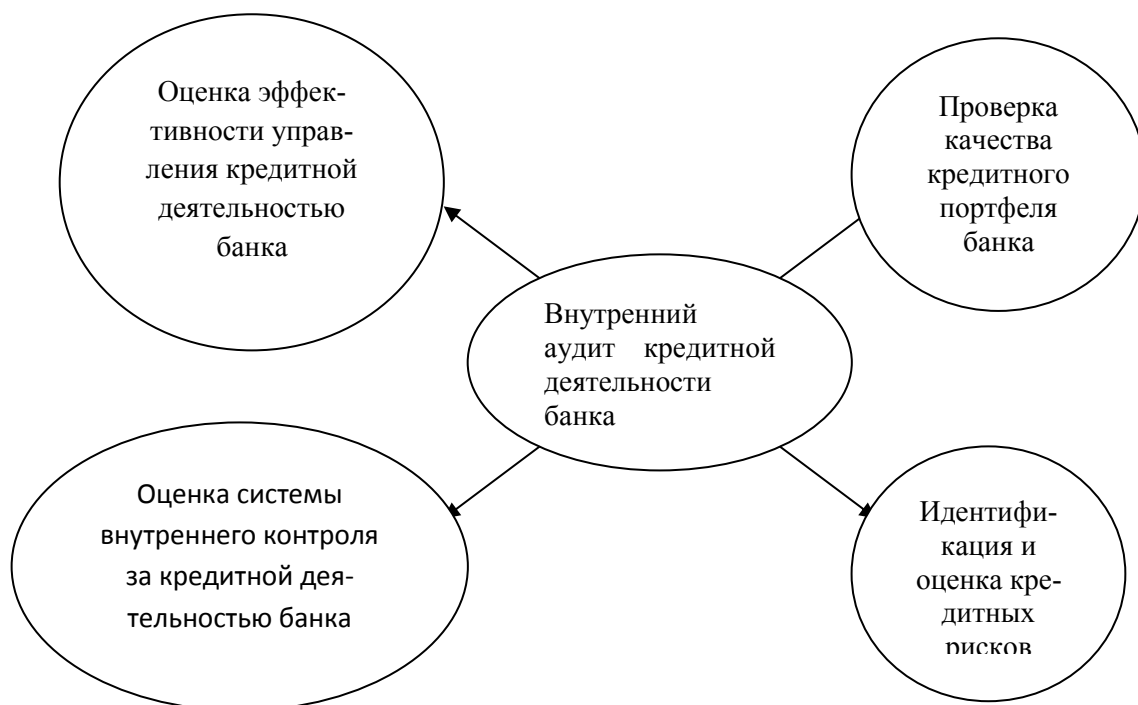 Оценка эффек-
тивности управ-
ления кредитной
деятельностью
банка
Проверка
качества
кредитного
портфеля
банка
Внутренний
аудит кредитной
деятельности
банка
Оценка системы
внутреннего контроля
за кредитной дея-
тельностью банка
Идентифи-
кация и
оценка кре-
дитных
рисков